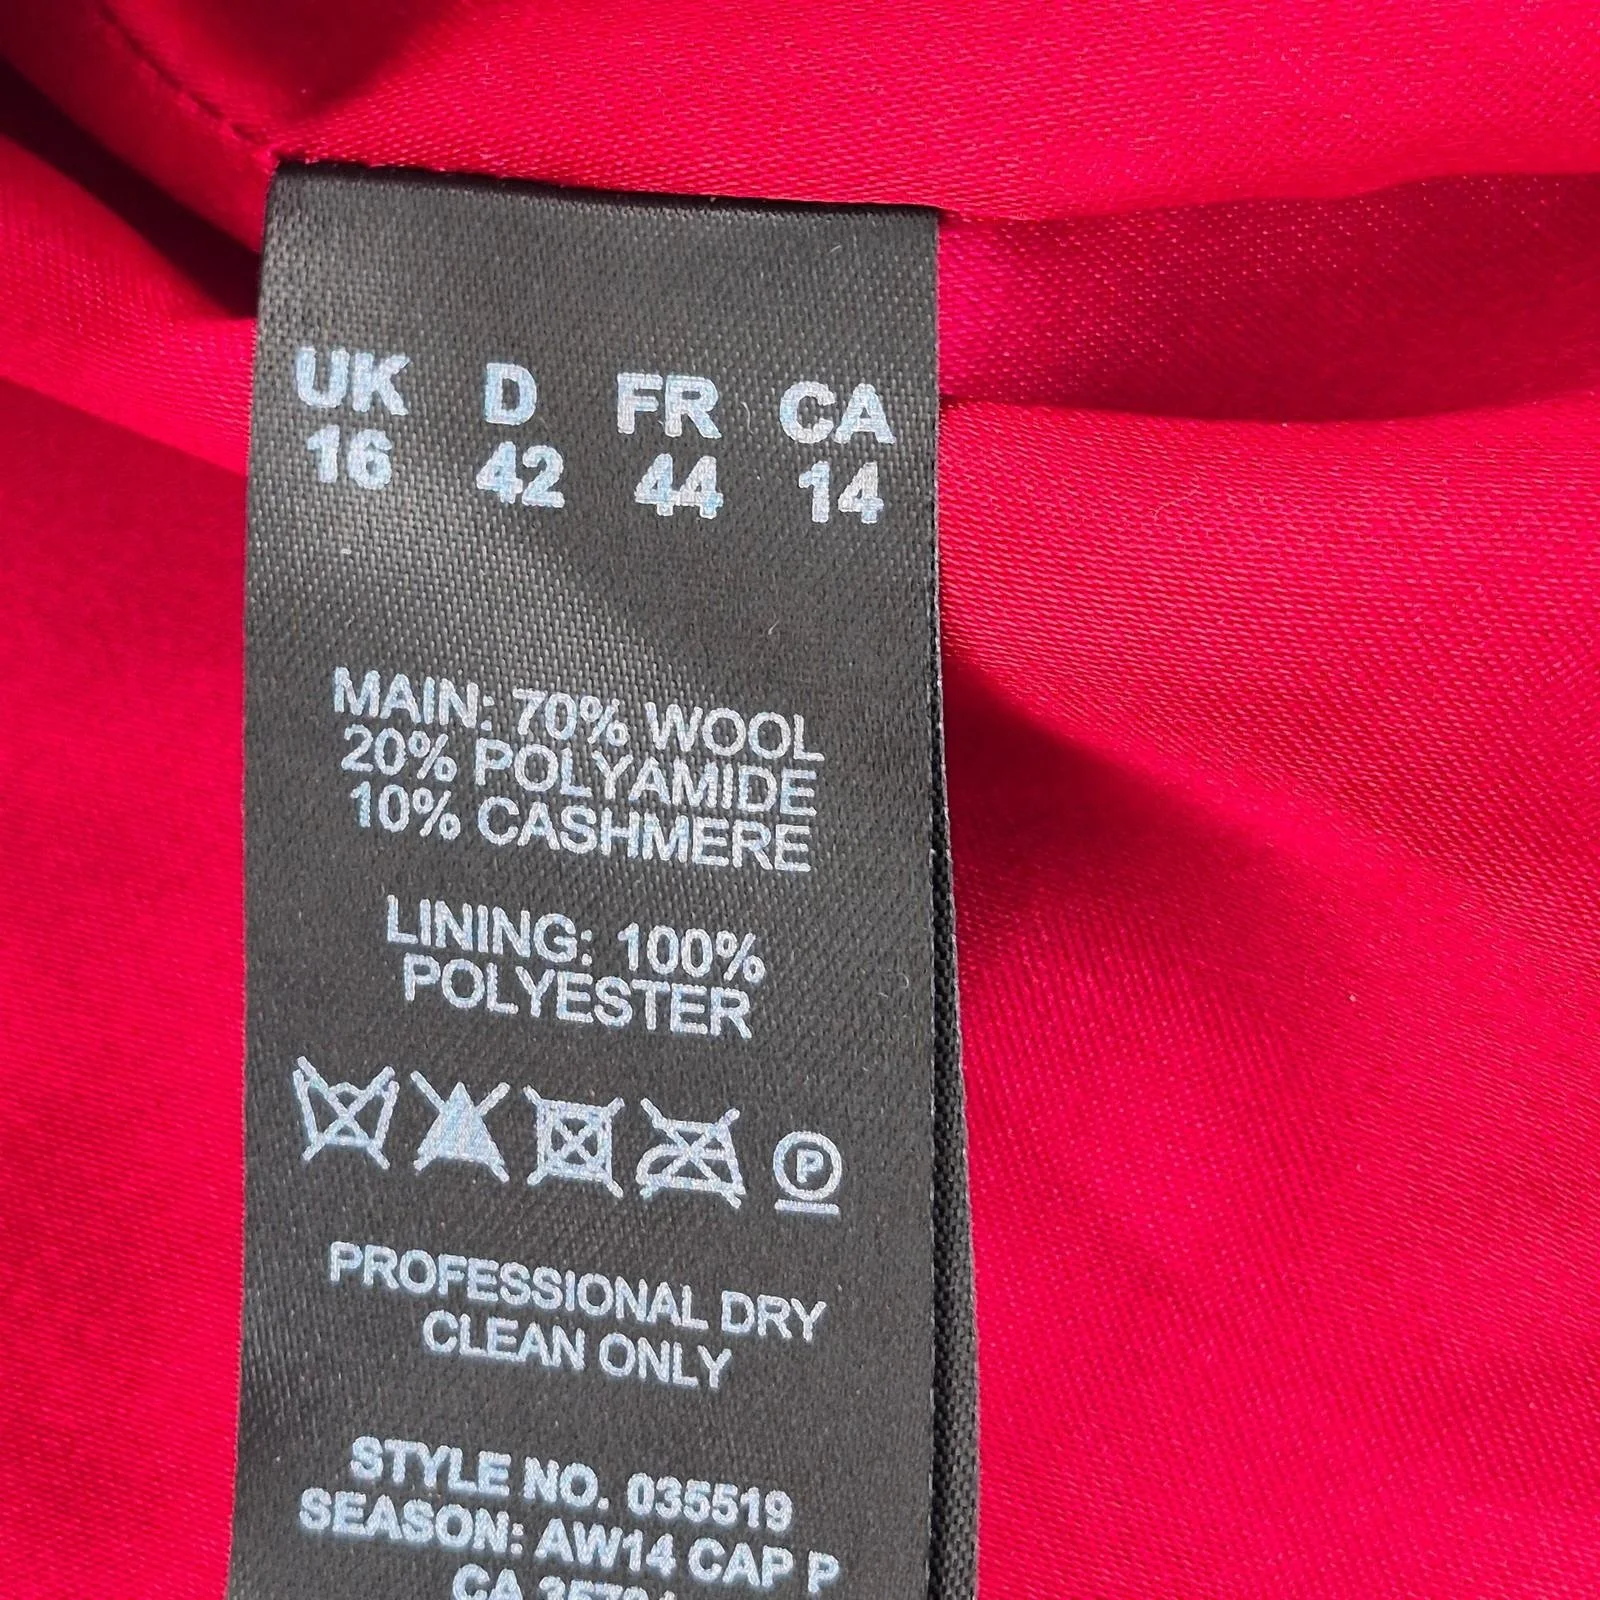 UK D FR CA
16 42 44 14
MAIN: 70% WOOL
20% POLYAMIDE
10% CASHMERE
LINING: 100%
POLYESTER
P
PROFESSIONAL DRY
CLEAN ONLY
STYLE NO. 035519
SEASON: AW14 CAP P
CA